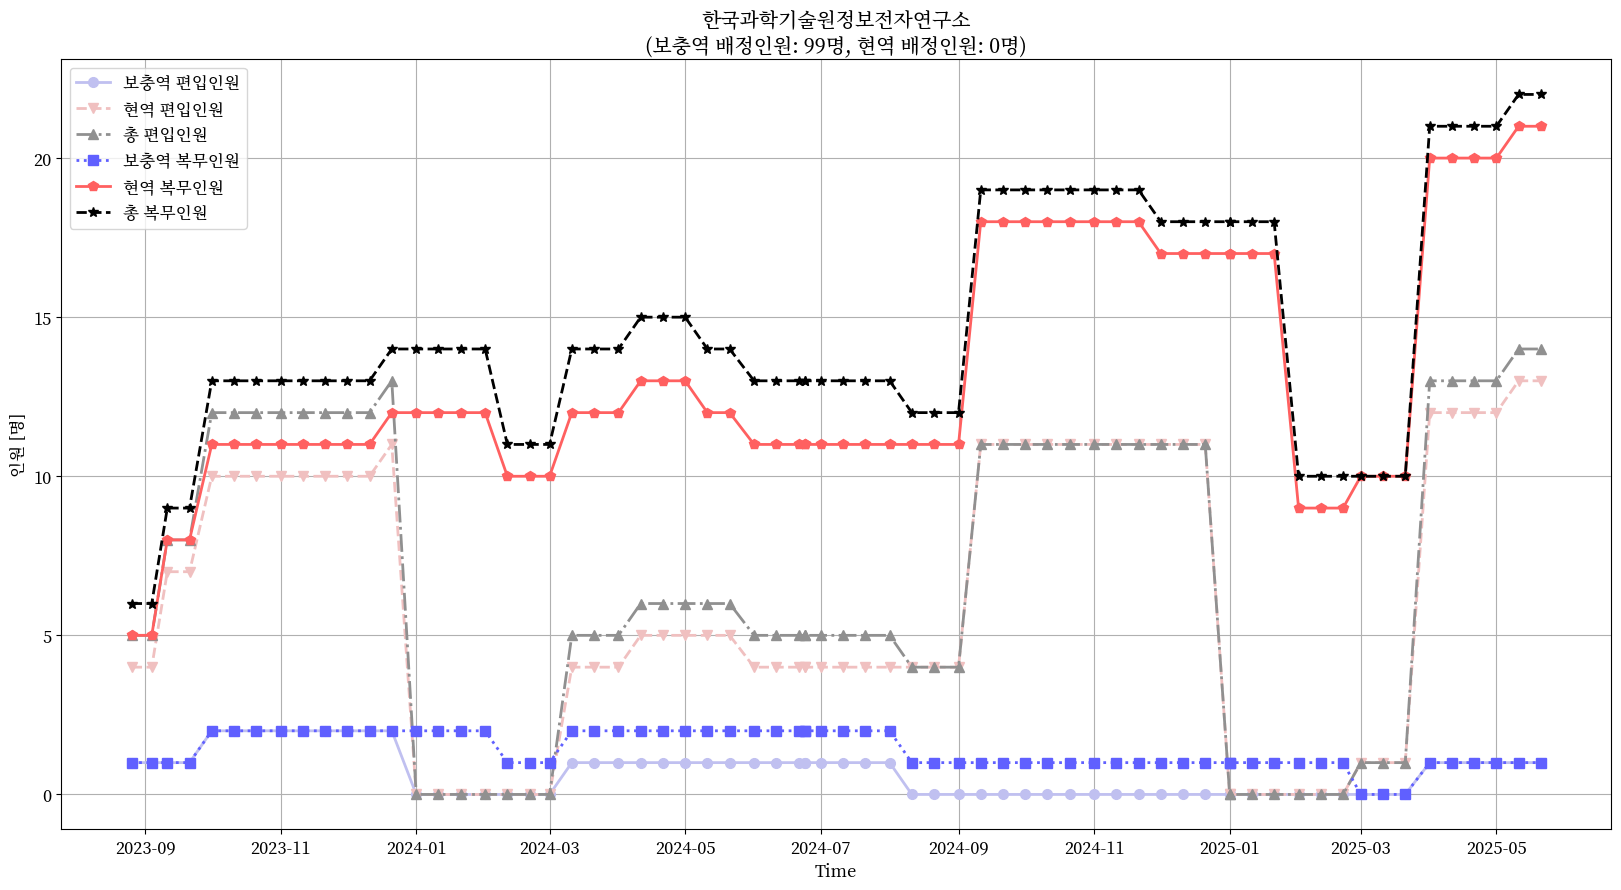 한국과학기술원정보전자연구소
(보충역 배정인원: 99명, 현역 배정인원: 0명)
보충역 편입인원
현역 편입인원
총 편입인원
보충역 복무인원
현역 복무인원
총 복무인원
인원 [명]
20
15
10
5
0
2023-09
2023-11
2024-01
2024-03
2024-05
2024-07
2024-09
2024-11
2025-01
2025-03
2025-05
Time